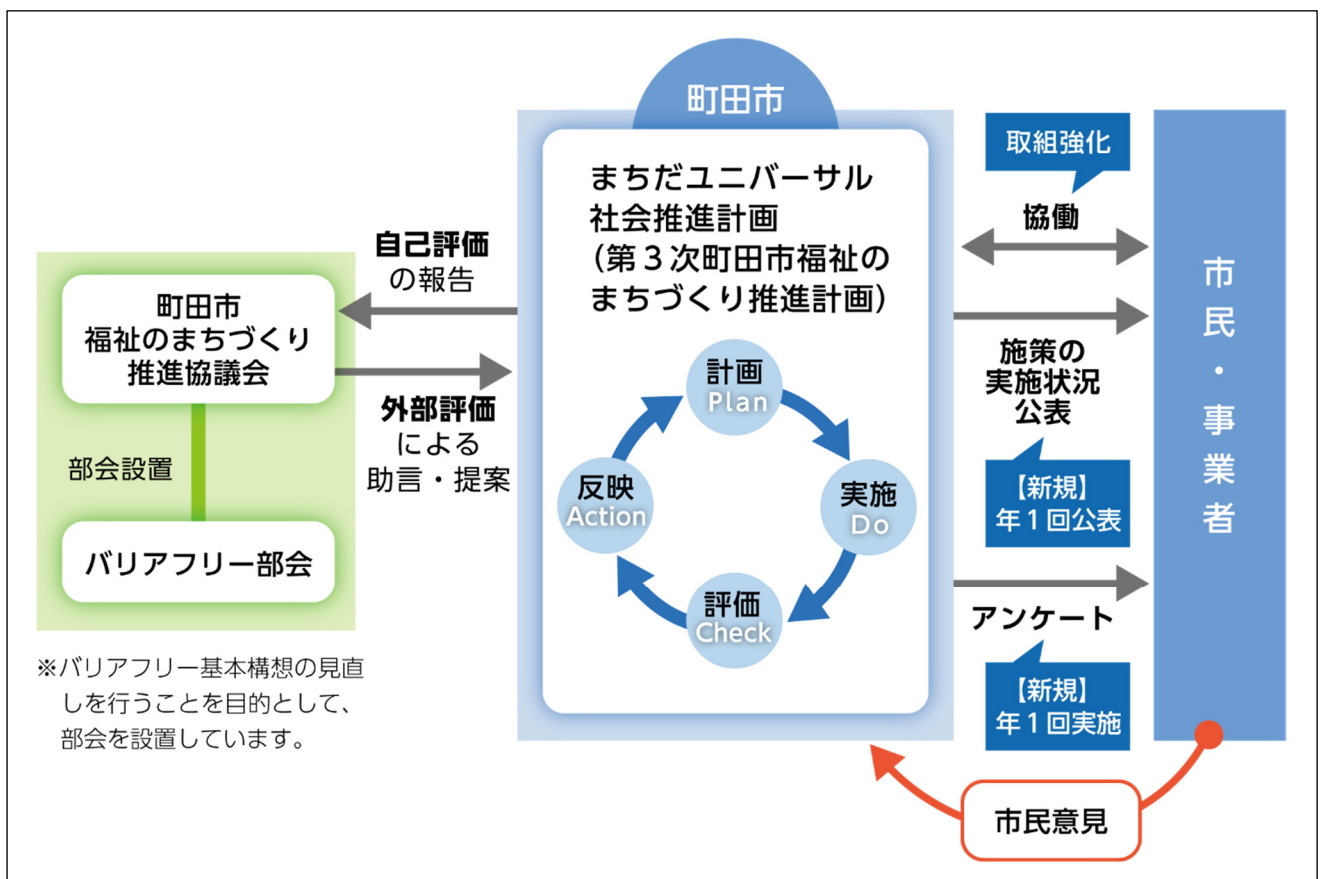 町田市
まちだユニバーサル
社会推進計画
（第３次町田市福祉の
まちづくり推進計画）
計画
Plan
実施
Do
評価
Check
反映
Action
自己評価
の報告
外部評価
による
助言・提案
町田市
福祉のまちづくり
推進協議会
部会設置
バリアフリー部会
※バリアフリー基本構想の見直
しを行うことを目的として、
部会を設置しています。
取組強化
協働
施策の
実施状況
公表
【新規】
年１回公表
アンケート
【新規】
年１回実施
市民・事業者
市民意見